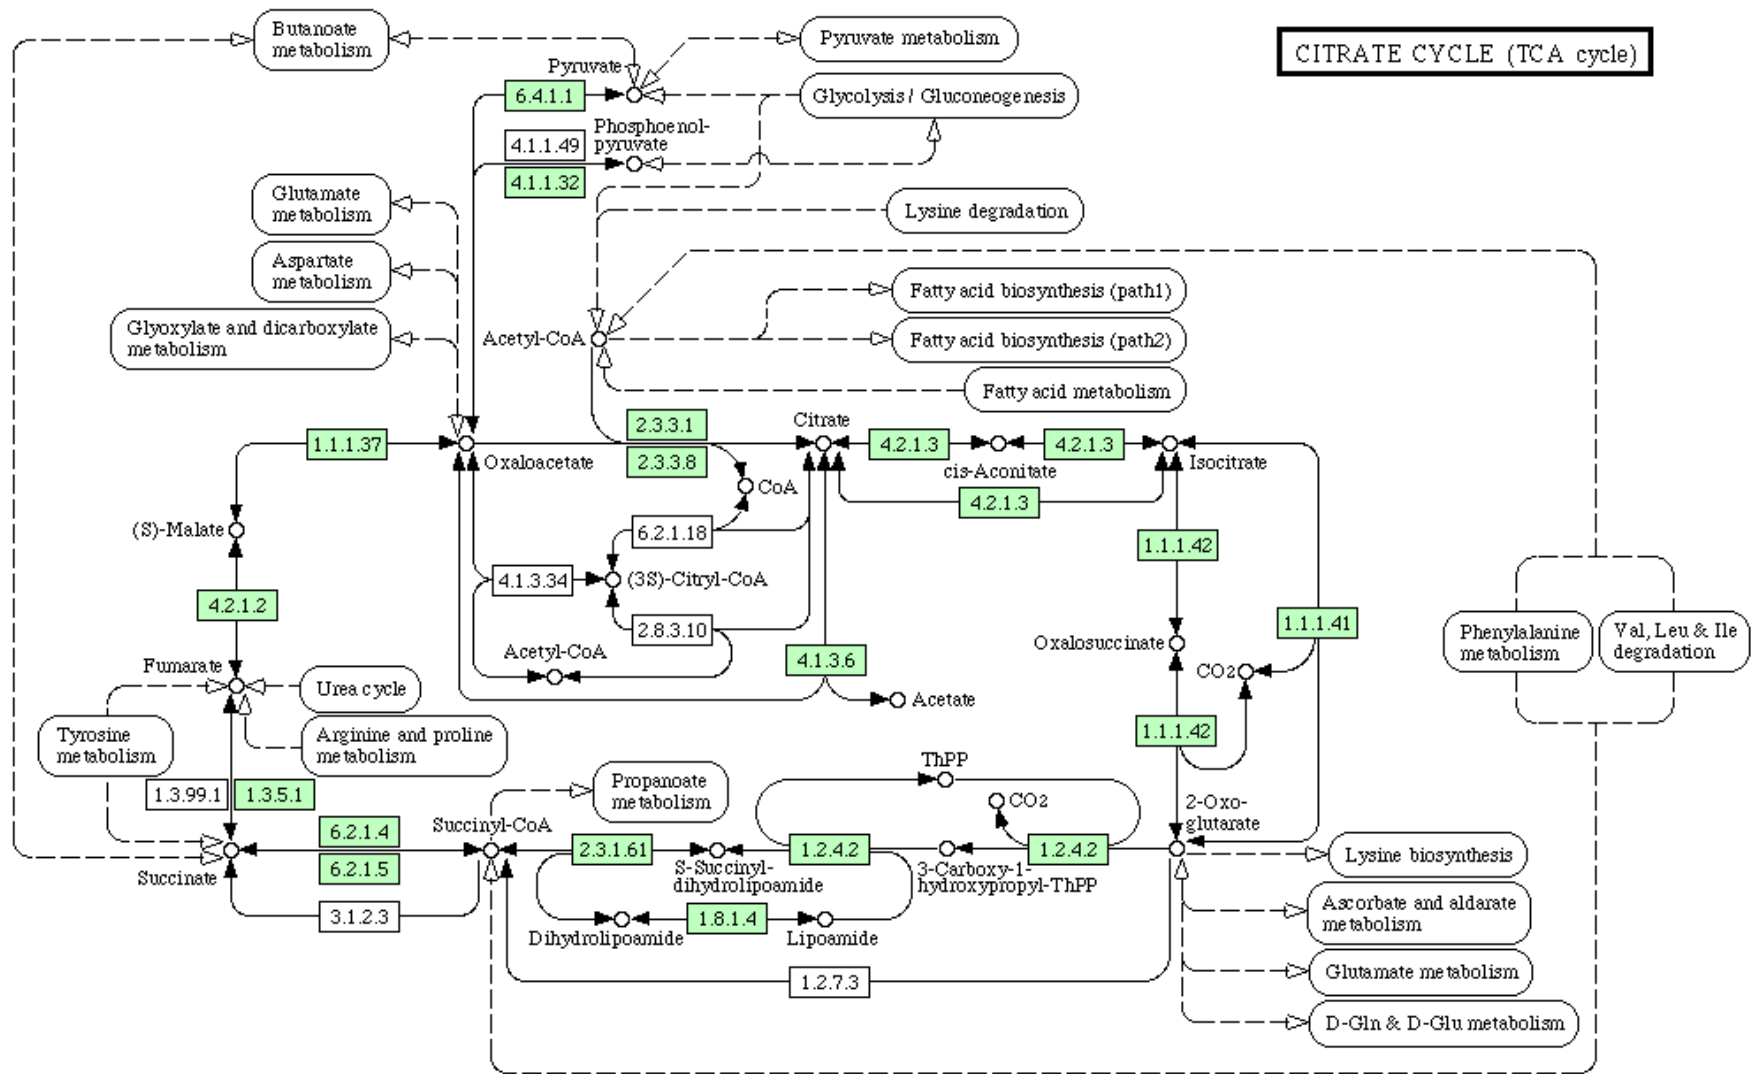 Butanoate
metabolism
Pyruvate metabolism
CITRATE CYCLE (TCA cycle)
Pyruvate
6.4.1.1
Glycolysis / Gluconeogenesis
Phosphoenol-
pyruvate
4.1.1.49
4.1.1.32
Glutamate
metabolism
Lysine degradation
Aspartate
metabolism
Fatty acid biosynthesis (path1)
Glyoxylate and dicarboxylate
metabolism
Acetyl-CoA
Fatty acid biosynthesis (path2)
Fatty acid metabolism
1.1.1.37
Oxaloacetate
2.3.3.1
2.3.3.8
Citrate
4.2.1.3
cis-Aconitate
4.2.1.3
Isocitrate
CoA
4.2.1.3
(S)-Malate
6.2.1.18
1.1.1.42
4.1.3.34
(3S)-Citryl-CoA
4.2.1.2
2.8.3.10
1.1.1.41
Oxalosuccinate
Phenylalanine
metabolism
Val, Leu & Ile
degradation
Acetyl-CoA
4.1.3.6
CO2
Fumarate
Urea cycle
Acetate
Tyrosine
metabolism
Arginine and proline
metabolism
1.1.1.42
ThPP
1.3.99.1
1.3.5.1
Propanoate
metabolism
CO2
2-Oxo-
glutarate
6.2.1.4
Succinyl-CoA
2.3.1.61
1.2.4.2
1.2.4.2
Lysine biosynthesis
Succinate
6.2.1.5
S-Succinyl-
dihydrolipoamide
3-Carboxy-1-
hydroxypropyl-ThPP
3.1.2.3
1.8.1.4
Dihydrolipoamide
Lipoamide
Ascorbate and aldarate
metabolism
1.2.7.3
Glutamate metabolism
D-Gln & D-Glu metabolism